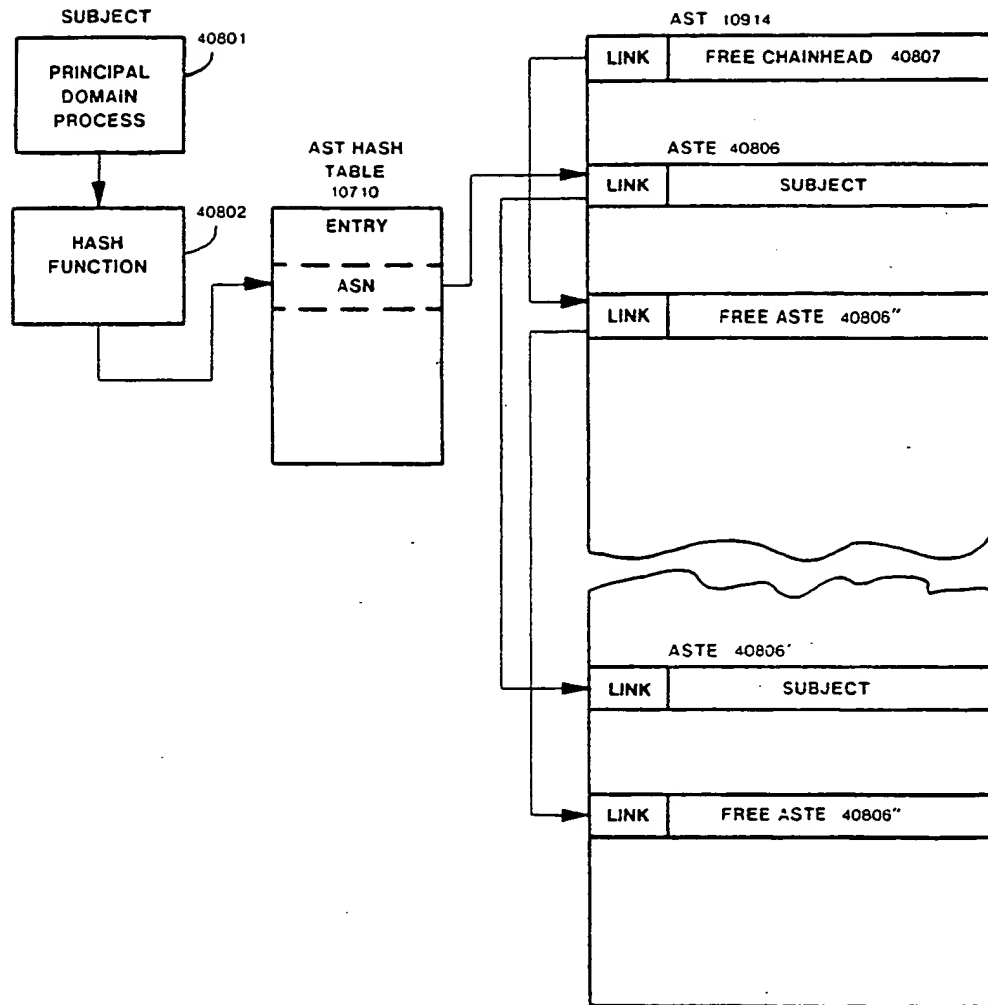 SUBJECT
40801
PRINCIPAL
DOMAIN
PROCESS
40802
HASH
FUNCTION
AST HASH
TABLE
10710
ENTRY
ASN
AST 10914
LINK FREE CHAINHEAD 40807
ASTE 40806
LINK SUBJECT
LINK FREE ASTE 40806"
ASTE 40806'
LINK SUBJECT
LINK FREE ASTE 40806"